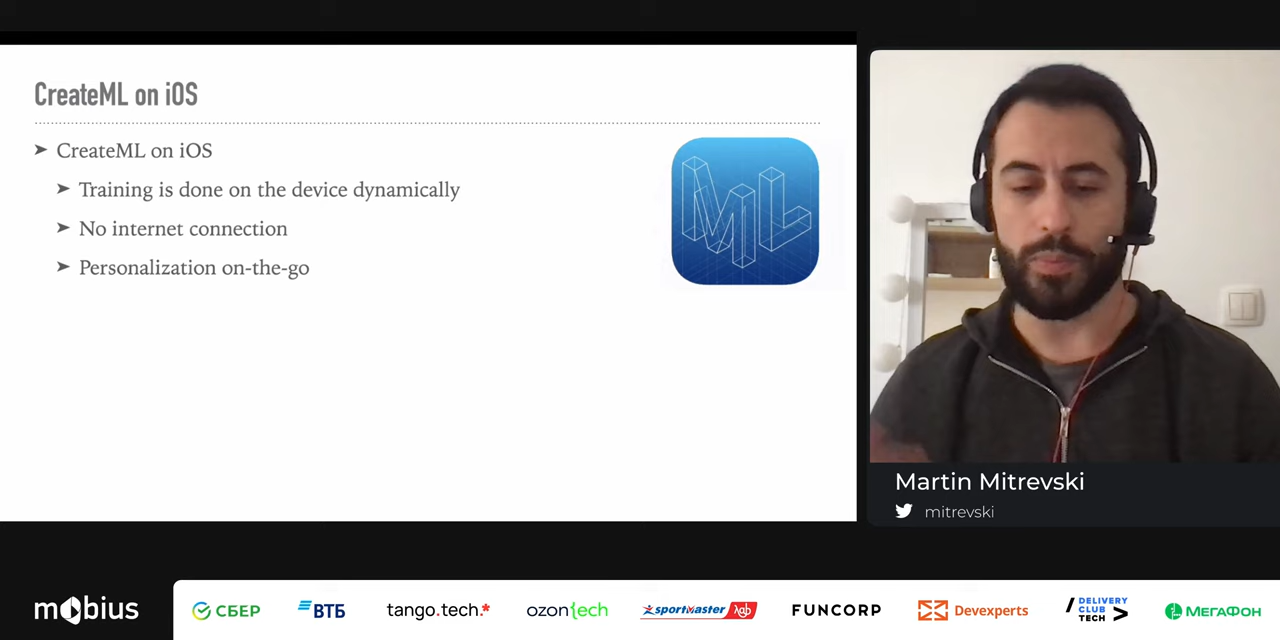 CreateML on iOS
➤ CreateML on iOS
➤ Training is done on the device dynamically
➤ No internet connection
➤ Personalization on-the-go
ML
Martin Mitrevski
mitrevski
mobius
СБЕР
ВТБ
tango.tech.*
ozon{tech
sportmaster lab
FUNCORP
Devexperts
/DELIVERY CLUB TECH >
МЕГАФОН